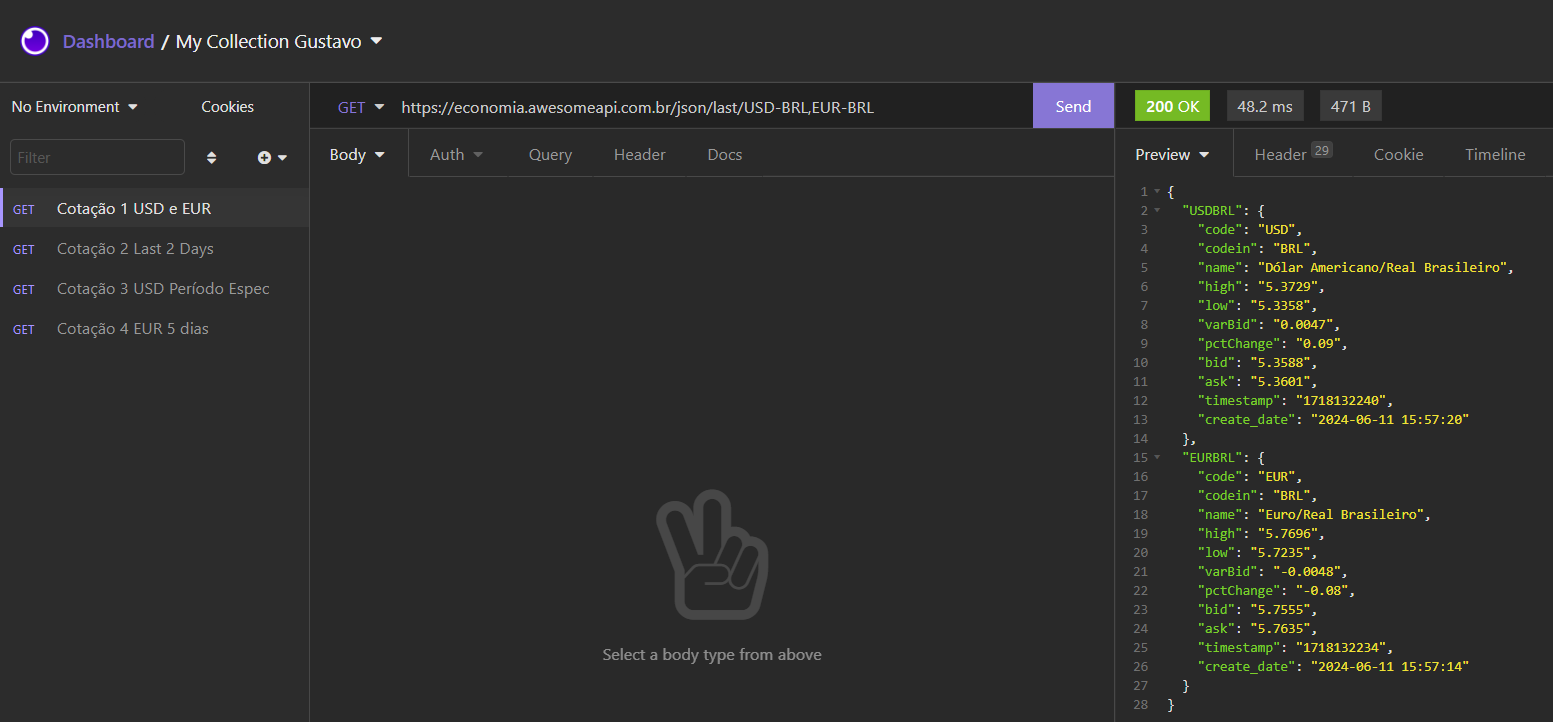 Dashboard / My Collection Gustavo
No Environment
Cookies
Filter
GET Cotação 1 USD e EUR
GET Cotação 2 Last 2 Days
GET Cotação 3 USD Período Espec
GET Cotação 4 EUR 5 dias
GET https://economia.awesomeapi.com.br/json/last/USD-BRL,EUR-BRL Send
Body Auth Query Header Docs
Select a body type from above
200 OK 48.2 ms 471 B
Preview Header 29 Cookie Timeline
1 {
2 "USDBRL": {
3 "code": "USD",
4 "codein": "BRL",
5 "name": "Dólar Americano/Real Brasileiro",
6 "high": "5.3729",
7 "low": "5.3358",
8 "varBid": "0.0047",
9 "pctChange": "0.09",
10 "bid": "5.3588",
11 "ask": "5.3601",
12 "timestamp": "1718132240",
13 "create_date": "2024-06-11 15:57:20"
14 },
15 "EURBRL": {
16 "code": "EUR",
17 "codein": "BRL",
18 "name": "Euro/Real Brasileiro",
19 "high": "5.7696",
20 "low": "5.7235",
21 "varBid": "-0.0048",
22 "pctChange": "-0.08",
23 "bid": "5.7555",
24 "ask": "5.7635",
25 "timestamp": "1718132234",
26 "create_date": "2024-06-11 15:57:14"
27 }
28 }